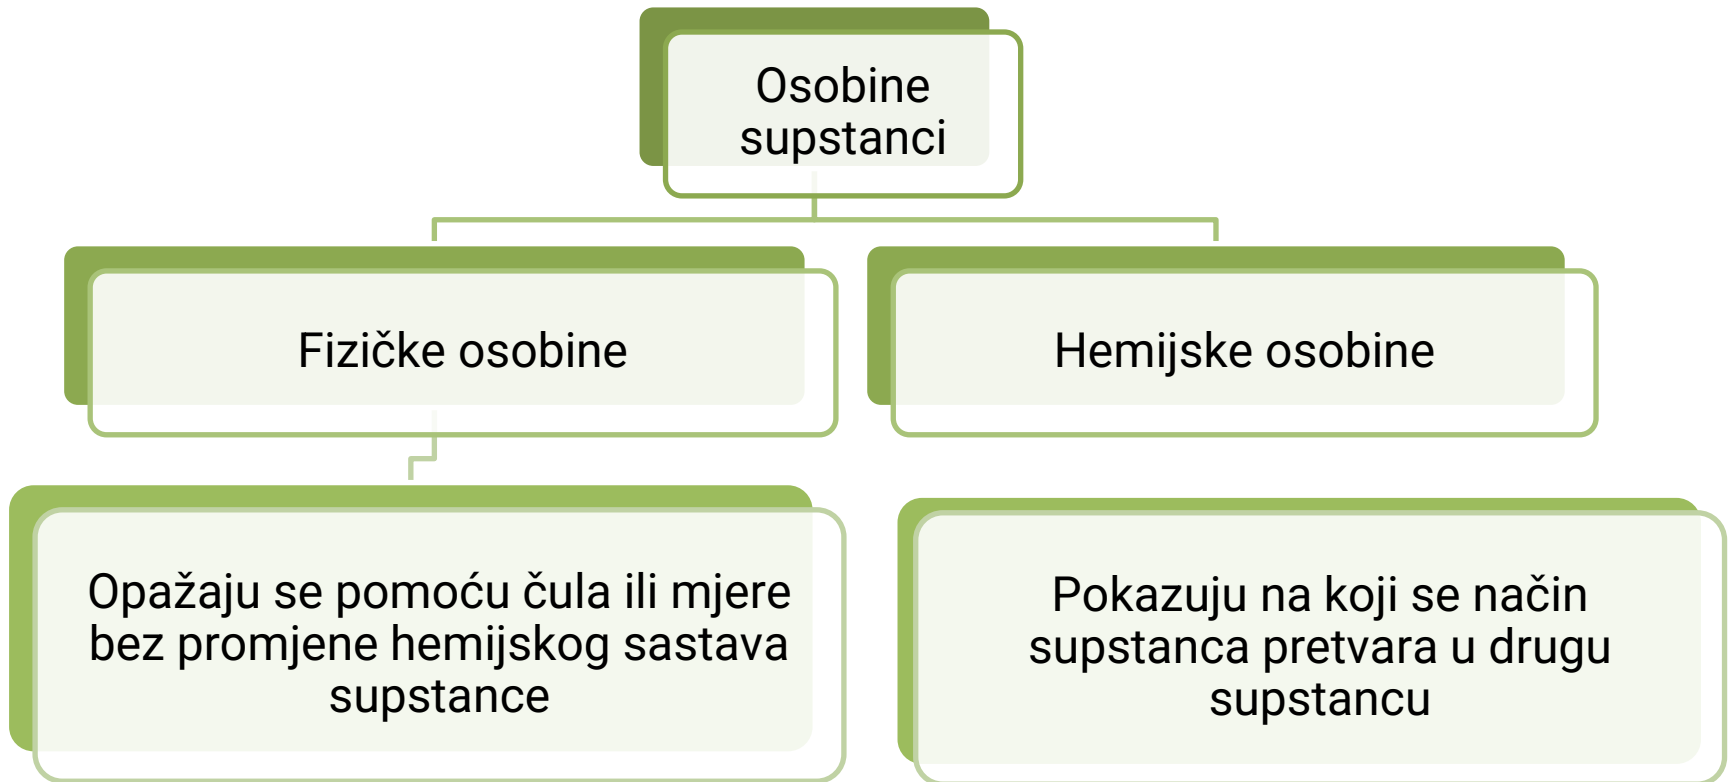 Osobine
supstanci
Fizičke osobine
Hemijske osobine
Opažaju se pomoću čula ili mjere
bez promjene hemijskog sastava
supstance
Pokazuju na koji se način
supstanca pretvara u drugu
supstancu